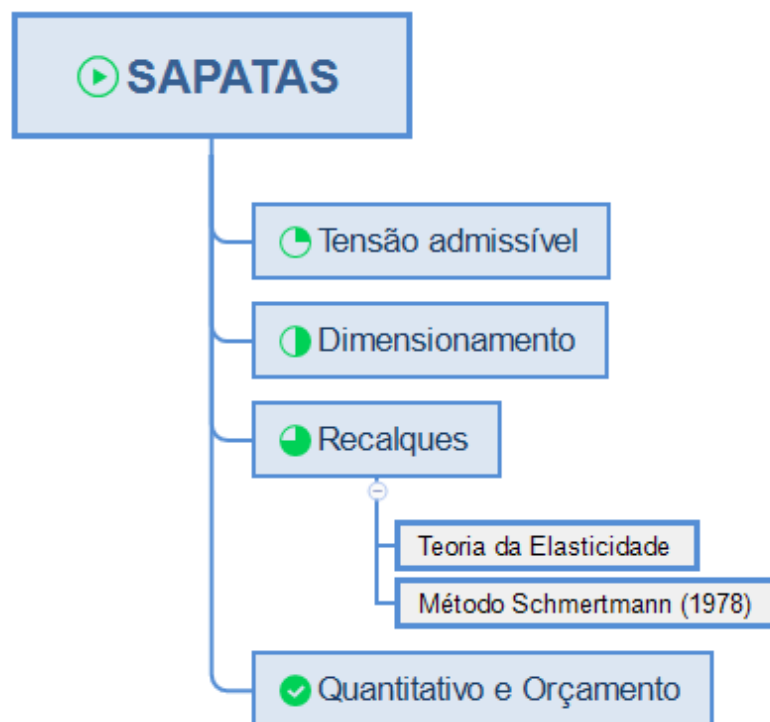 SAPATAS
Tensão admissível
Dimensionamento
Recalques
Teoria da Elasticidade
Método Schmertmann (1978)
Quantitativo e Orçamento